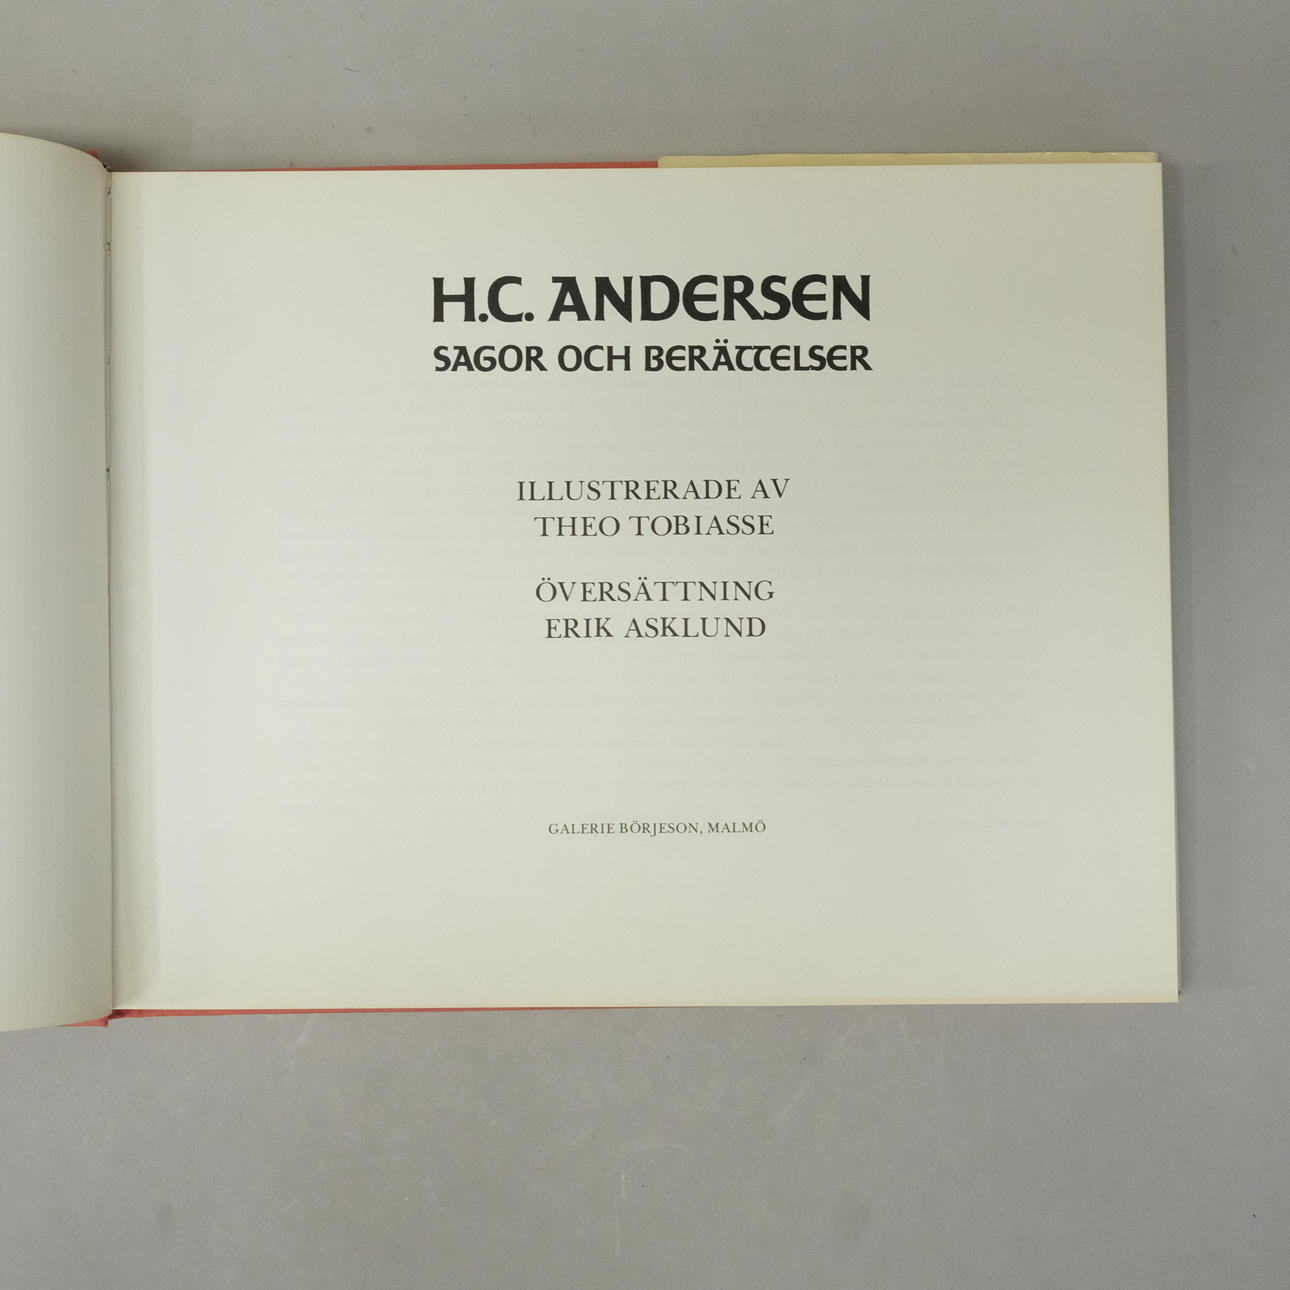 H.C. ANDERSEN
SAGOR OCH BERÄTTELSER
ILLUSTRERADE AV
THEO TOBIASSE
ÖVERSÄTTNING
ERIK ASKLUND
GALERIE BÖRJESON, MALMÖ